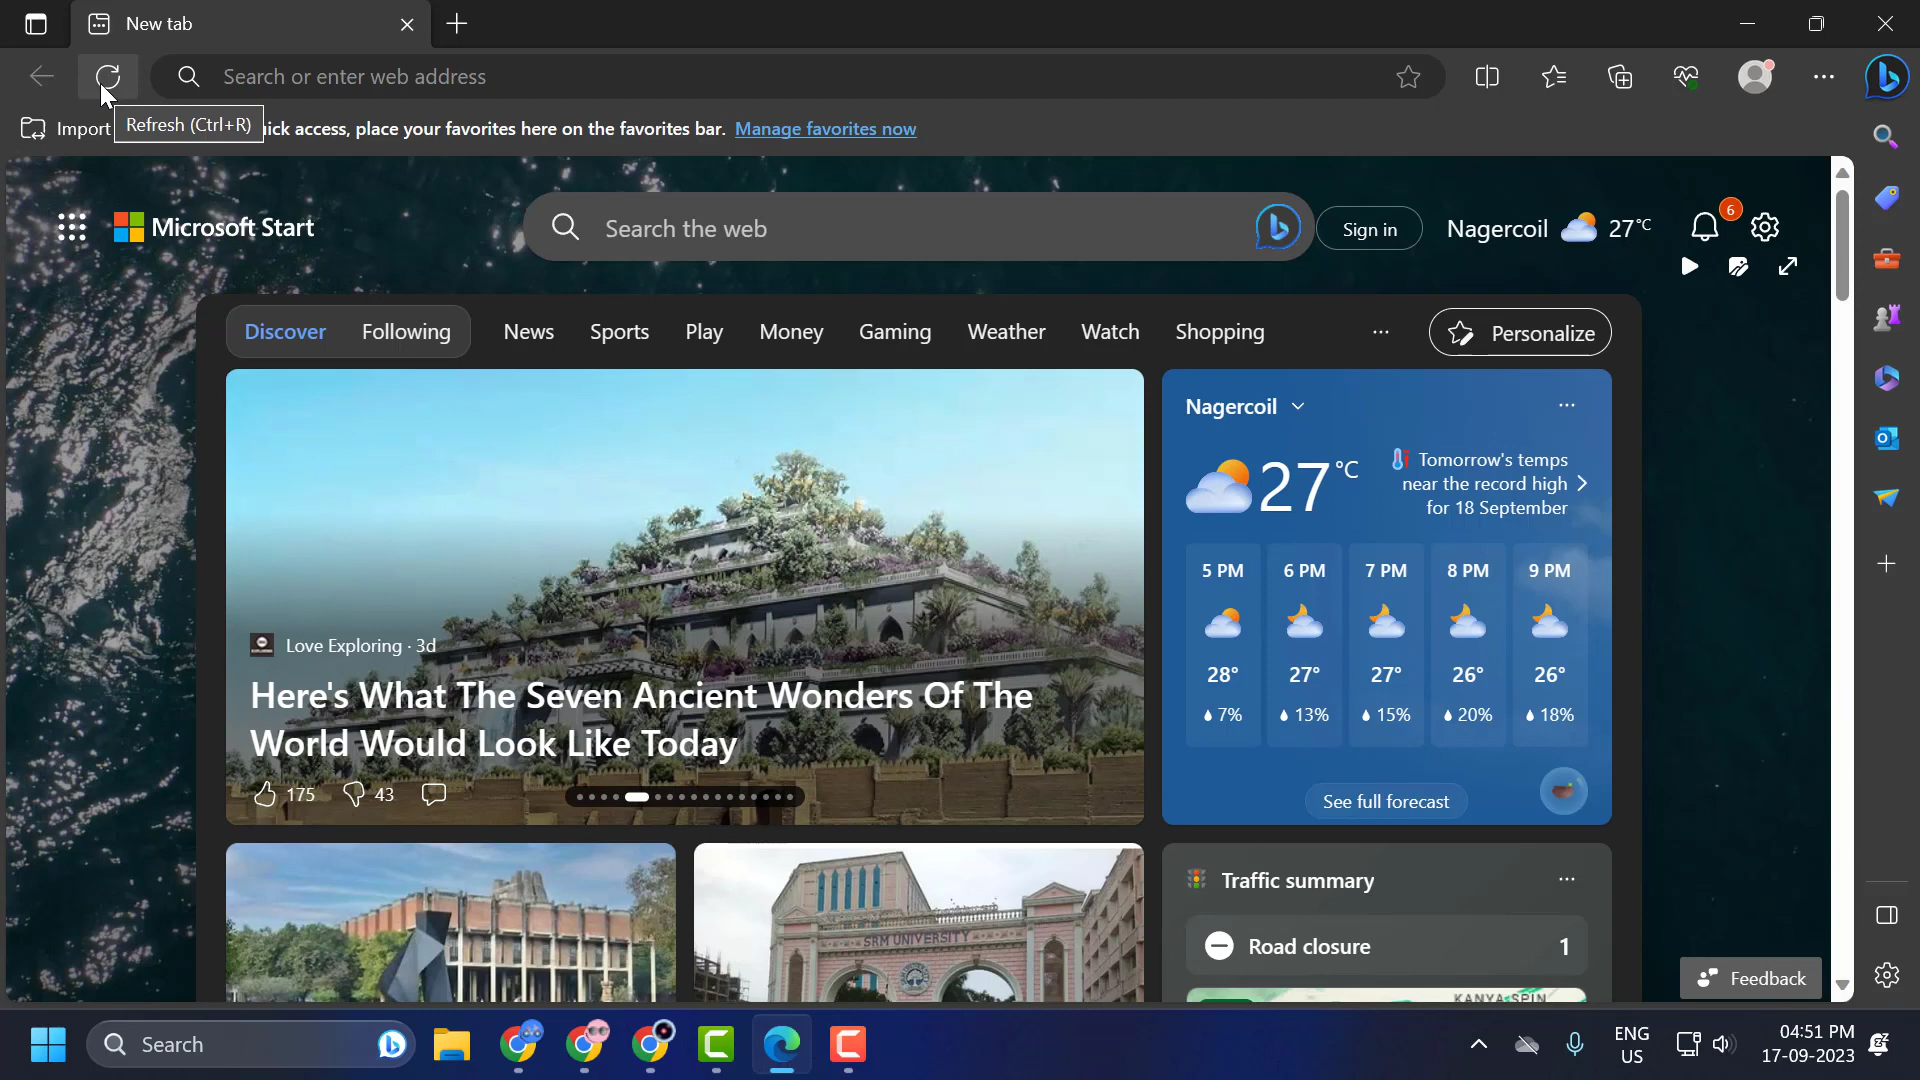 New tab
Search or enter web address
Import
Refresh (Ctrl+R)
ick access, place your favorites here on the favorites bar. Manage favorites now
Microsoft Start
Search the web
Sign in
Nagercoil
27°C
6
Discover
Following
News
Sports
Play
Money
Gaming
Weather
Watch
Shopping
Personalize
Love Exploring · 3d
Here's What The Seven Ancient Wonders Of The
World Would Look Like Today
175
43
Nagercoil
27°C
Tomorrow's temps
near the record high
for 18 September
5 PM 6 PM 7 PM 8 PM 9 PM
28° 27° 27° 26° 26°
7% 13% 15% 20% 18%
See full forecast
SRM UNIVERSITY
Traffic summary
Road closure 1
KANYA SPIN
Feedback
Search
ENG
US
04:51 PM
17-09-2023